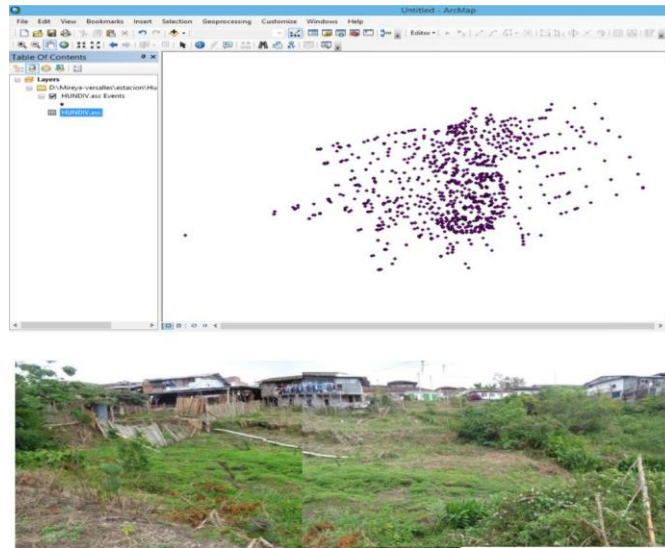 Untitled - ArcMap
File Edit View Bookmarks Insert Selection Geoprocessing Customize Windows Help
Editor
Table Of Contents
Layers
D:\Mireya-versalles\estacion\Hu
HUNDIV.asc Events
HUNDIV.asc